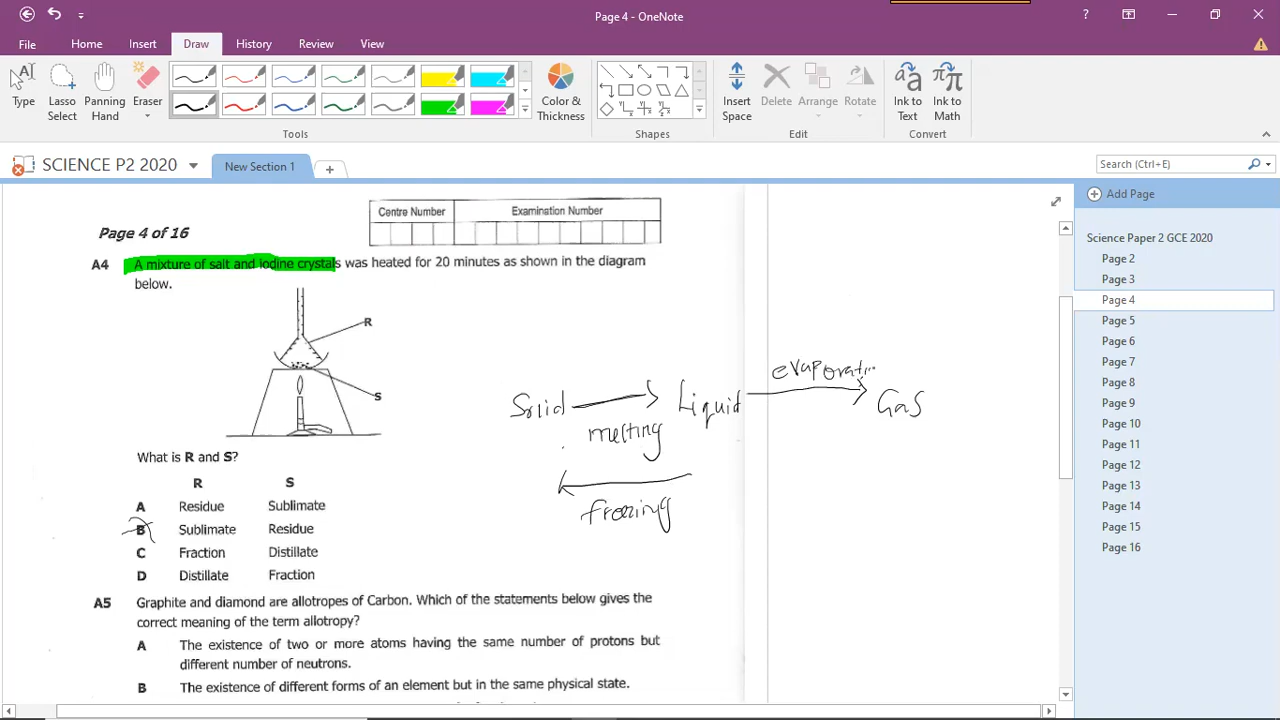 Page 4 - OneNote
?
File Home Insert Draw History Review View
Type
Lasso Select
Panning Hand
Eraser
Color & Thickness
Insert Space
Delete
Arrange
Rotate
Ink to Text
Ink to Math
Tools Shapes Edit Convert
SCIENCE P2 2020
New Section 1
Search (Ctrl+E)
Add Page
Science Paper 2 GCE 2020
Page 2
Page 3
Page 4
Page 5
Page 6
Page 7
Page 8
Page 9
Page 10
Page 11
Page 12
Page 13
Page 14
Page 15
Page 16
Centre Number Examination Number
Page 4 of 16
A4 A mixture of salt and iodine crystals was heated for 20 minutes as shown in the diagram
below.
R
S
Solid Liquid evaporati... Gas
melting
freezing
What is R and S?
R S
A Residue Sublimate
B Sublimate Residue
C Fraction Distillate
D Distillate Fraction
A5 Graphite and diamond are allotropes of Carbon. Which of the statements below gives the
correct meaning of the term allotropy?
A The existence of two or more atoms having the same number of protons but
different number of neutrons.
B The existence of different forms of an element but in the same physical state.